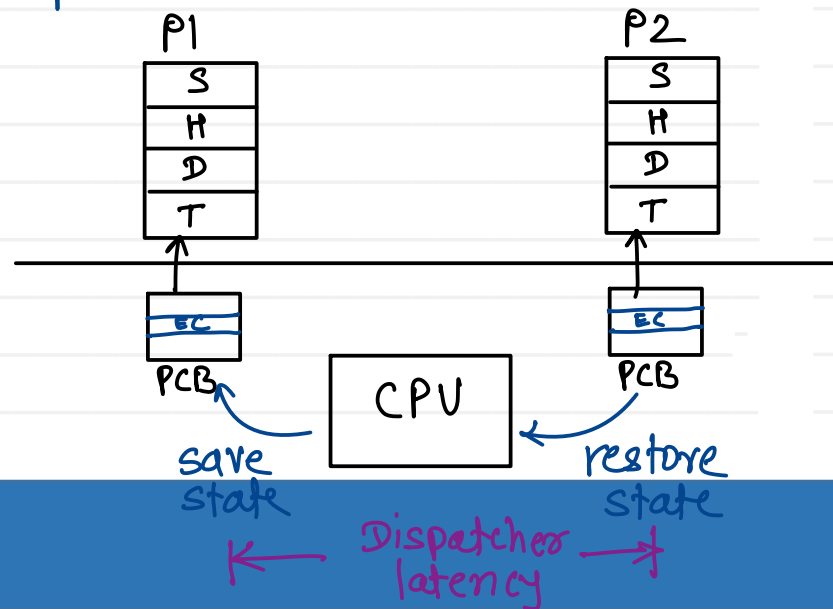 P1
P2
S
H
D
T
S
H
D
T
EC
PCB
CPU
EC
PCB
save
state
restore
state
Dispatcher
latency